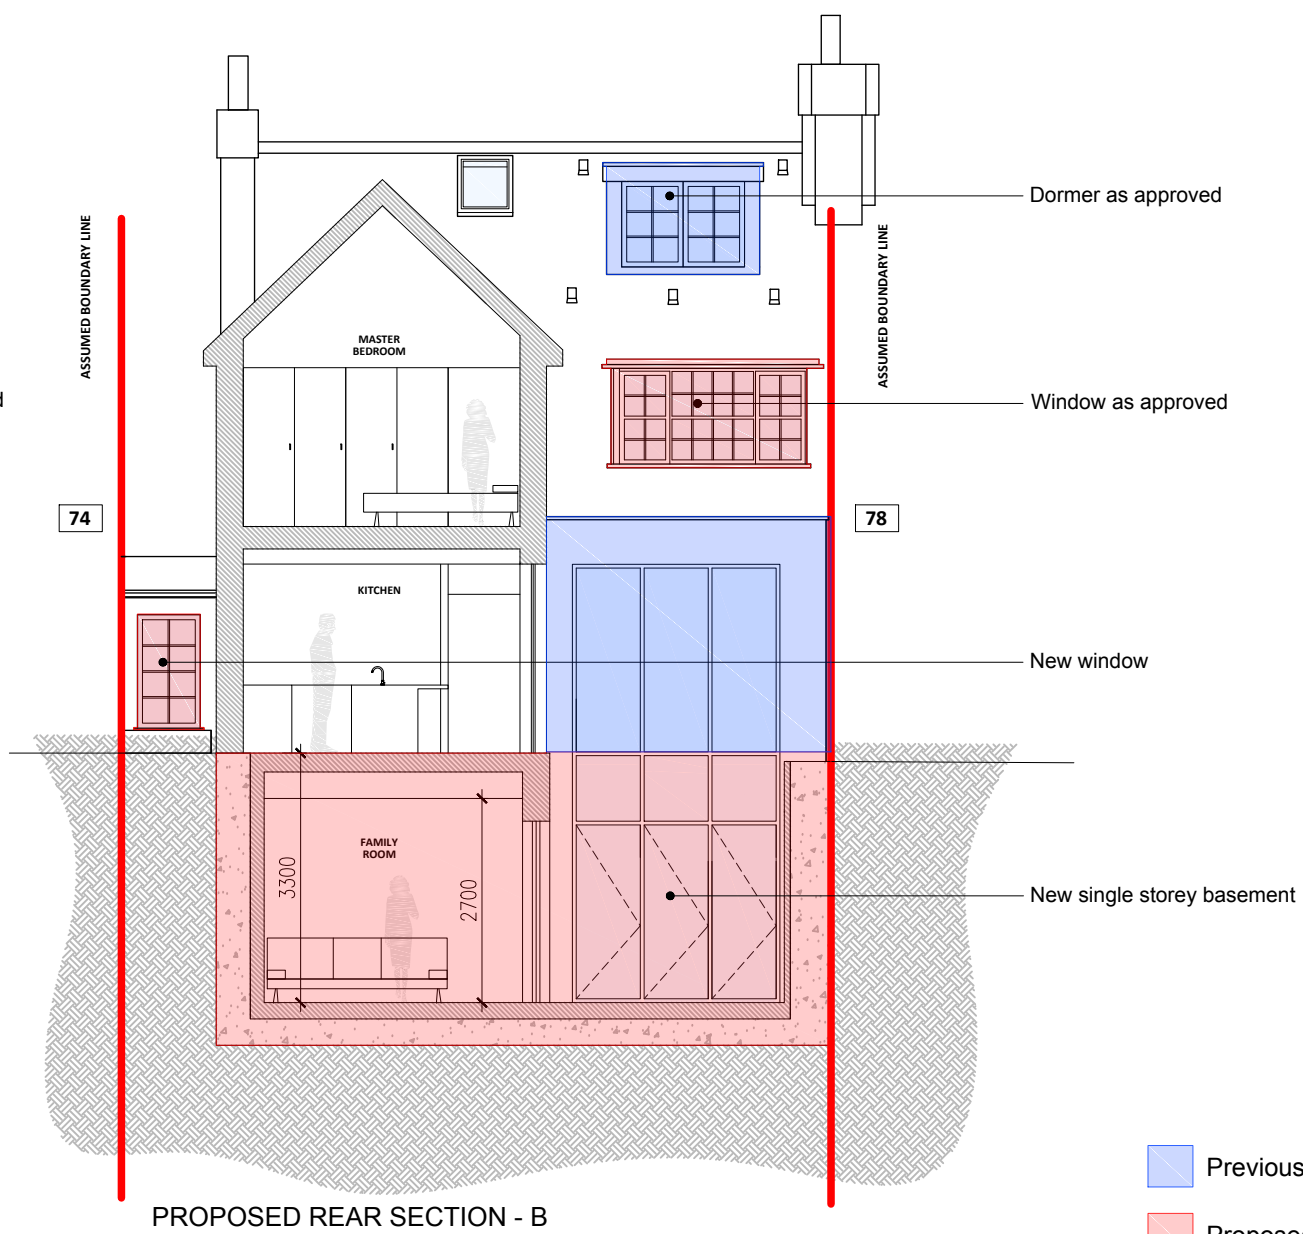 Dormer as approved
ASSUMED BOUNDARY LINE
ASSUMED BOUNDARY LINE
MASTER
BEDROOM
Window as approved
74
78
KITCHEN
New window
FAMILY
ROOM
3300
2700
New single storey basement
Previous
PROPOSED REAR SECTION - B